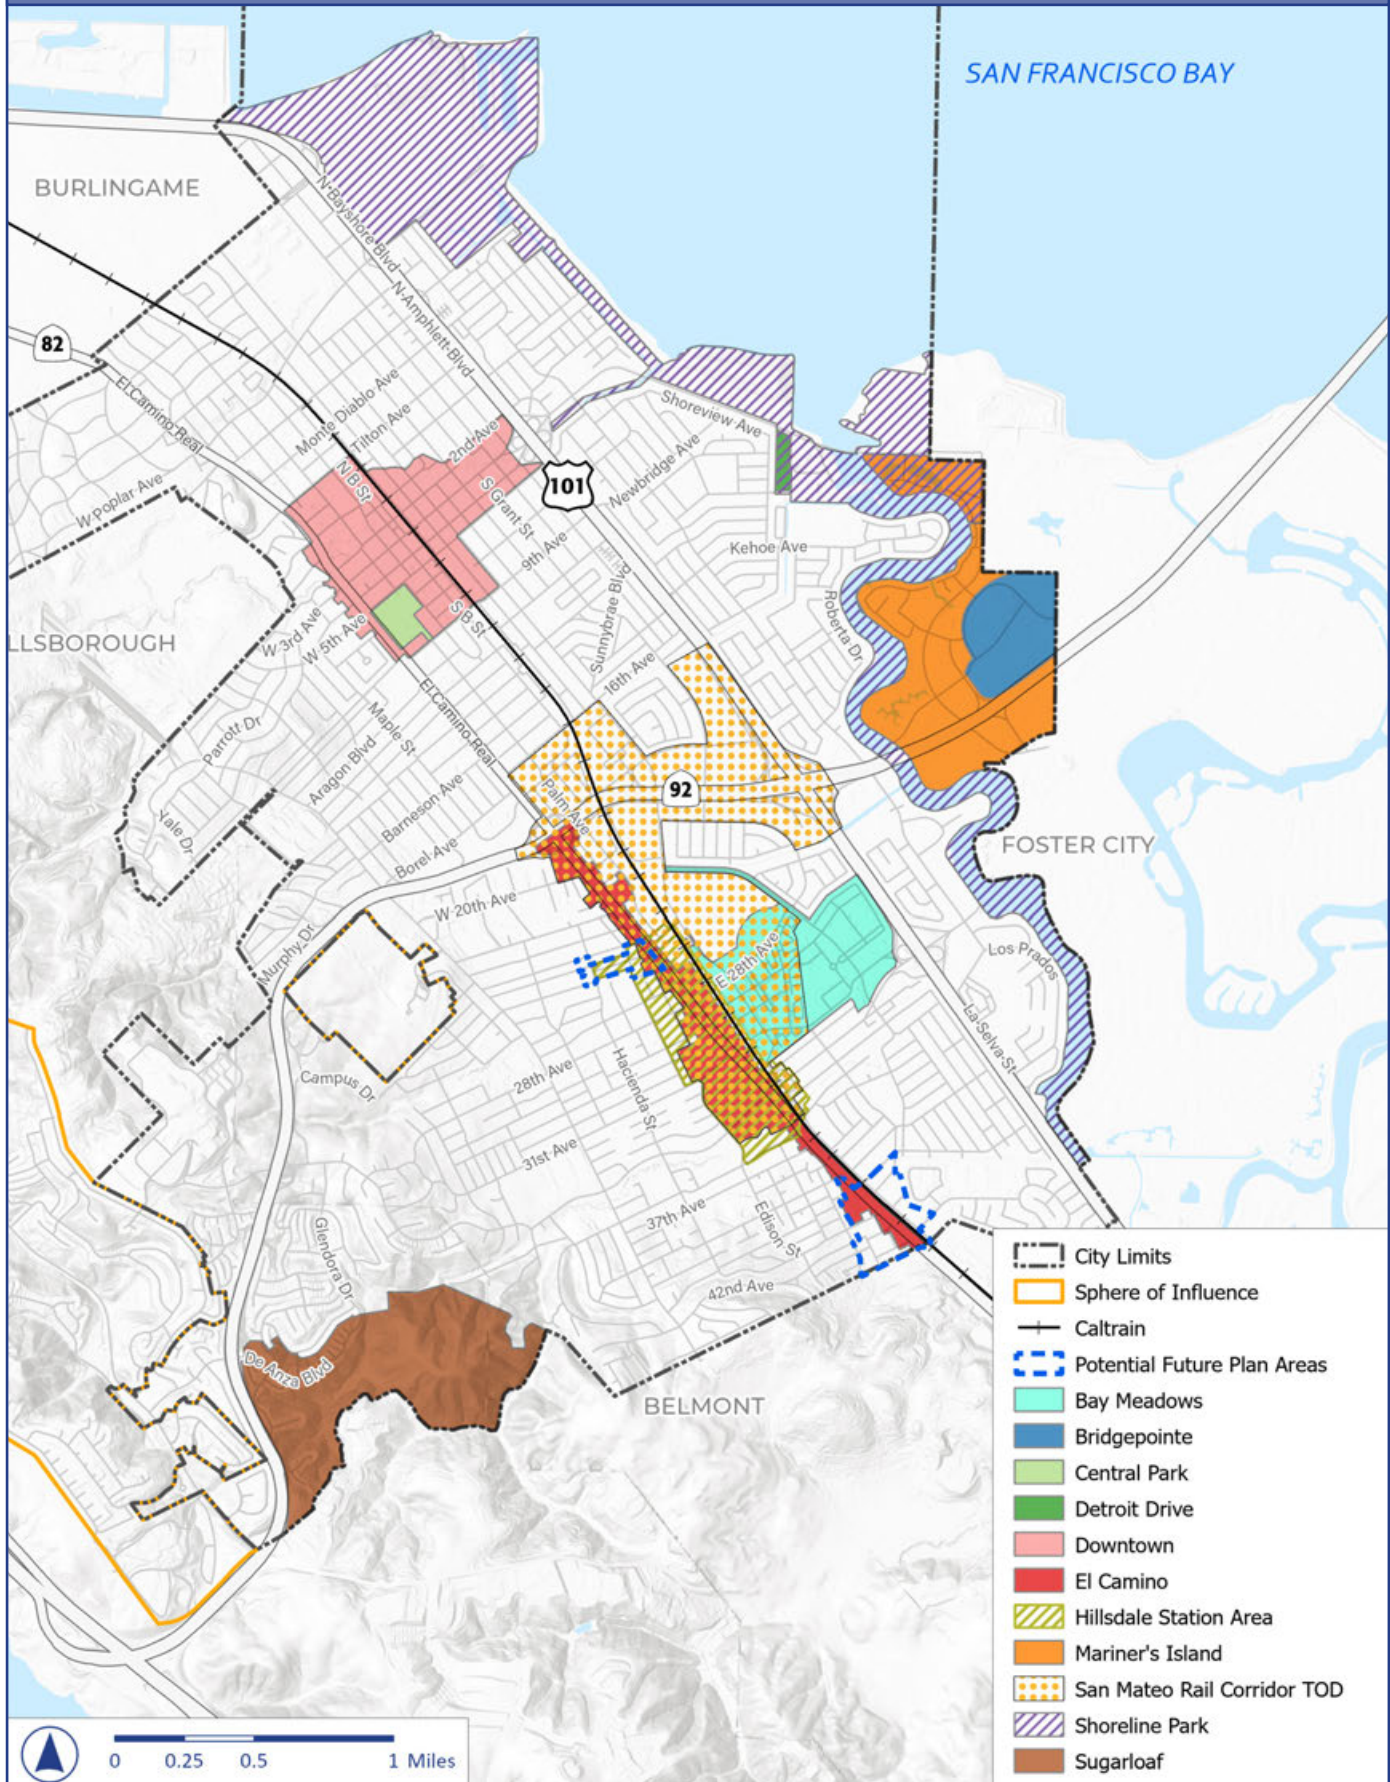 SAN FRANCISCO BAY
BURLINGAME
N Bayshore Blvd
N Amphlett Blvd
82
El Camino Real
Monte Diablo Ave
Tilton Ave
2nd Ave
N B St
Shoreview Ave
101
Newbridge Ave
W Poplar Ave
S Grant St
9th Ave
Kehoe Ave
Sunnybrae Blvd
Roberta Dr
LLSBOROUGH
W 3rd Ave
W 5th Ave
S B St
16th Ave
El Camino Real
Parrott Dr
Maple St
Aragon Blvd
Palm Ave
92
Barneson Ave
Yale Dr
Borel Ave
FOSTER CITY
W 20th Ave
Murphy Dr
E 28th Ave
Los Prados
La Selva St
Campus Dr
28th Ave
Hacienda St
31st Ave
37th Ave
Edison St
Glendora Dr
42nd Ave
De Anza Blvd
BELMONT
City Limits
Sphere of Influence
Caltrain
Potential Future Plan Areas
Bay Meadows
Bridgepointe
Central Park
Detroit Drive
Downtown
El Camino
Hillsdale Station Area
Mariner's Island
San Mateo Rail Corridor TOD
Shoreline Park
Sugarloaf
0 0.25 0.5 1 Miles